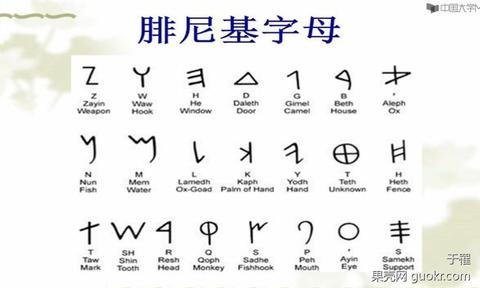 中国大学
腓尼基字母
Z W H D G B '
Zayin Waw He Daleth Gimel Beth Aleph
Weapon Hook Window Door Camel House Ox
N M L K Y T H
Nun Mem Lamedh Kaph Yodh Teth Heth
Fish Water Ox-Goad Palm of Hand Hand Unknown Fence
T SH R Q S P ' S
Taw Shin Resh Qoph Sadhe Peh Ayin Samekh
Mark Tooth Head Monkey Fishhook Mouth Eye Support
果壳网 guokr.com